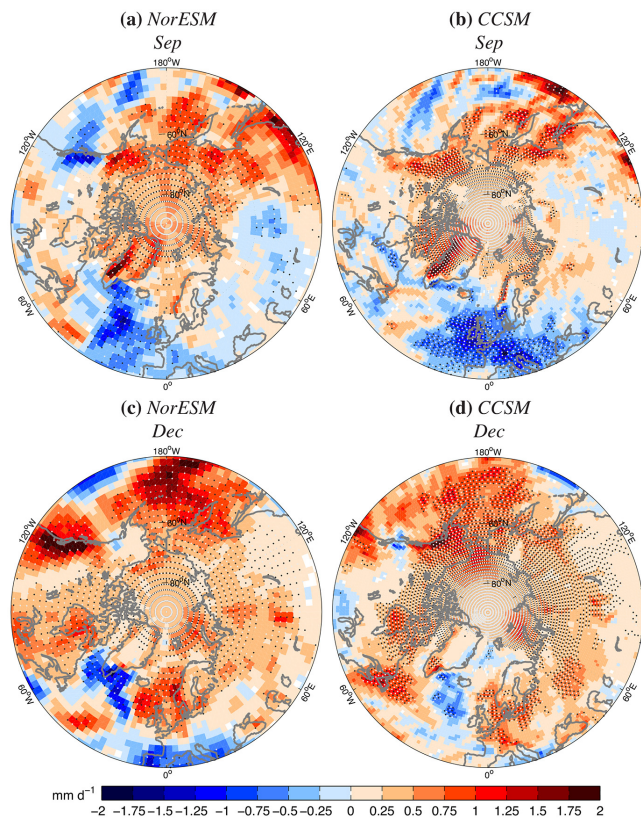 (a) NorESM (b) CCSM
Sep Sep
180°W 180°W
120°W 60°N 120°E 120°W 60°N 120°E
80°N 80°N
60°W 60°E 60°W 60°E
0° 0°
(c) NorESM (d) CCSM
Dec Dec
180°W 180°W
120°W 60°N 120°E 120°W 60°N 120°E
80°N 80°N
60°W 60°E 60°W 60°E
0° 0°
mm d⁻¹
-2 -1.75 -1.5 -1.25 -1 -0.75 -0.5 -0.25 0 0.25 0.5 0.75 1 1.25 1.5 1.75 2